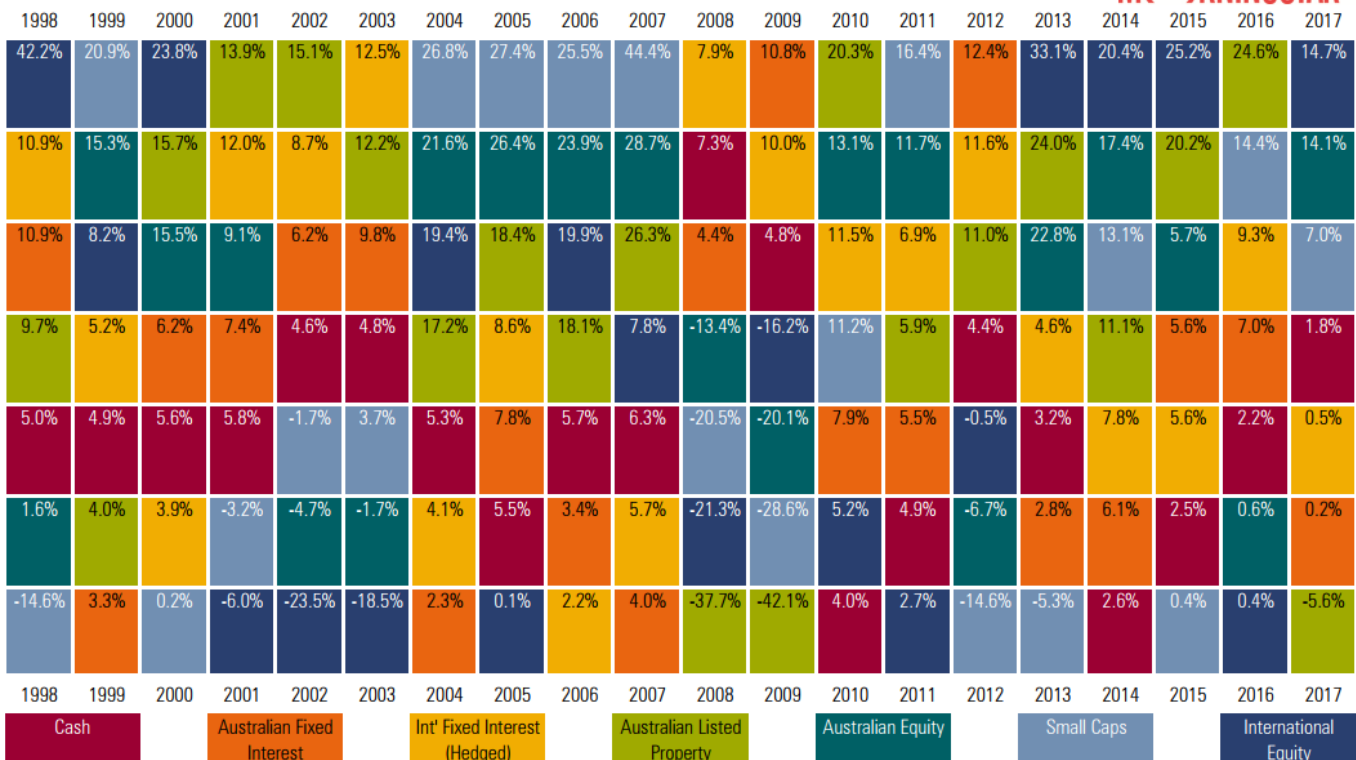 1998 1999 2000 2001 2002 2003 2004 2005 2006 2007 2008 2009 2010 2011 2012 2013 2014 2015 2016 2017
42.2% 20.9% 23.8% 13.9% 15.1% 12.5% 26.8% 27.4% 25.5% 44.4% 7.9% 10.8% 20.3% 16.4% 12.4% 33.1% 20.4% 25.2% 24.6% 14.7%
10.9% 15.3% 15.7% 12.0% 8.7% 12.2% 21.6% 26.4% 23.9% 28.7% 7.3% 10.0% 13.1% 11.7% 11.6% 24.0% 17.4% 20.2% 14.4% 14.1%
10.9% 8.2% 15.5% 9.1% 6.2% 9.8% 19.4% 18.4% 19.9% 26.3% 4.4% 4.8% 11.5% 6.9% 11.0% 22.8% 13.1% 5.7% 9.3% 7.0%
9.7% 5.2% 6.2% 7.4% 4.6% 4.8% 17.2% 8.6% 18.1% 7.8% -13.4% -16.2% 11.2% 5.9% 4.4% 4.6% 11.1% 5.6% 7.0% 1.8%
5.0% 4.9% 5.6% 5.8% -1.7% 3.7% 5.3% 7.8% 5.7% 6.3% -20.5% -20.1% 7.9% 5.5% -0.5% 3.2% 7.8% 5.6% 2.2% 0.5%
1.6% 4.0% 3.9% -3.2% -4.7% -1.7% 4.1% 5.5% 3.4% 5.7% -21.3% -28.6% 5.2% 4.9% -6.7% 2.8% 6.1% 2.5% 0.6% 0.2%
-14.6% 3.3% 0.2% -6.0% -23.5% -18.5% 2.3% 0.1% 2.2% 4.0% -37.7% -42.1% 4.0% 2.7% -14.6% -5.3% 2.6% 0.4% 0.4% -5.6%
1998 1999 2000 2001 2002 2003 2004 2005 2006 2007 2008 2009 2010 2011 2012 2013 2014 2015 2016 2017
Cash Australian Fixed Int' Fixed Interest Australian Listed Australian Equity Small Caps International
Interest (Hedged) Property Equity